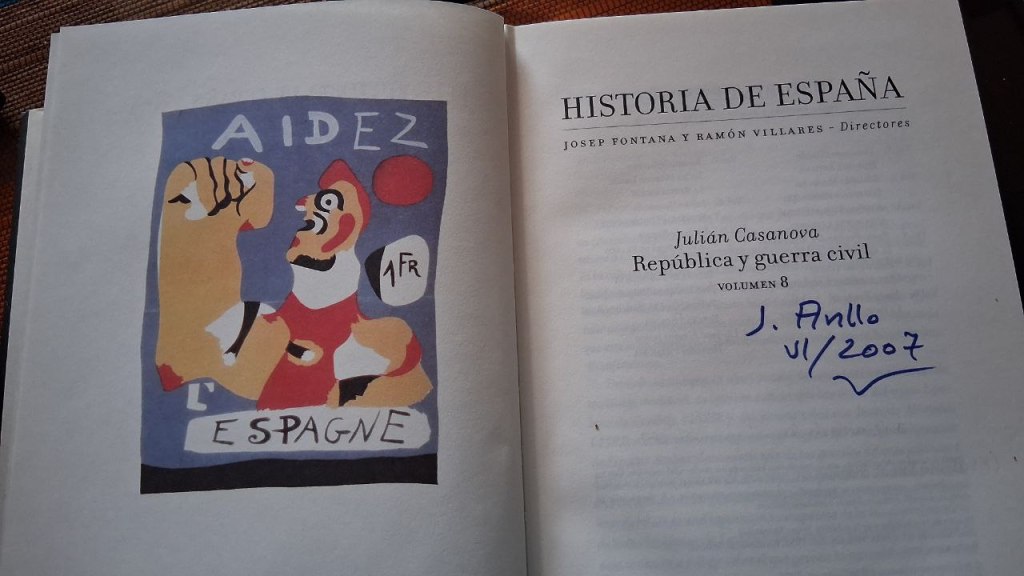 AIDEZ
1FR
L'
ESPAGNE
HISTORIA DE ESPAÑA
JOSEP FONTANA Y RAMÓN VILLARES - Directores
Julián Casanova
República y guerra civil
VOLUMEN 8
J. Arillo
VI/2007